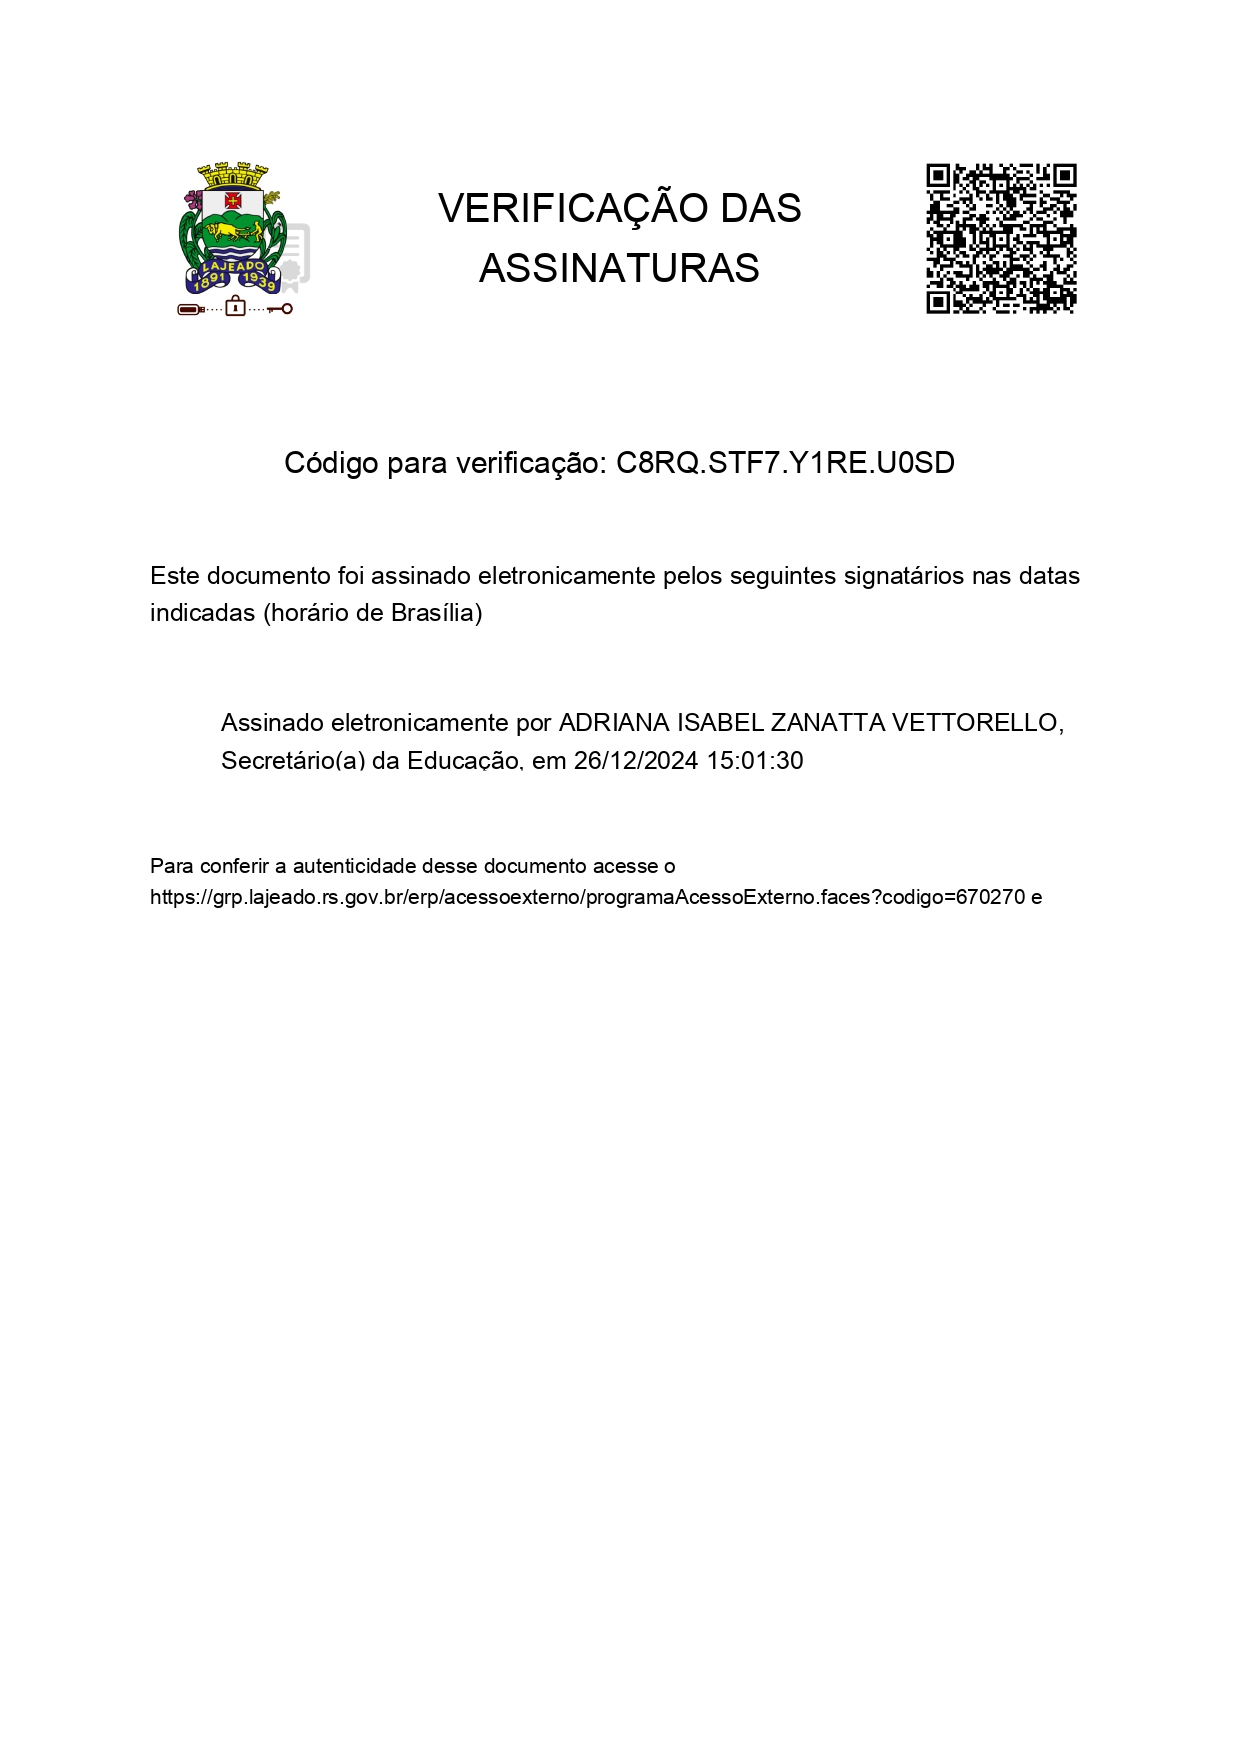 LAJEADO
1891 1939
VERIFICAÇÃO DAS
ASSINATURAS
Código para verificação: C8RQ.STF7.Y1RE.U0SD
Este documento foi assinado eletronicamente pelos seguintes signatários nas datas
indicadas (horário de Brasília)
Assinado eletronicamente por ADRIANA ISABEL ZANATTA VETTORELLO,
Secretário(a) da Educação, em 26/12/2024 15:01:30
Para conferir a autenticidade desse documento acesse o
https://grp.lajeado.rs.gov.br/erp/acessoexterno/programaAcessoExterno.faces?codigo=670270 e